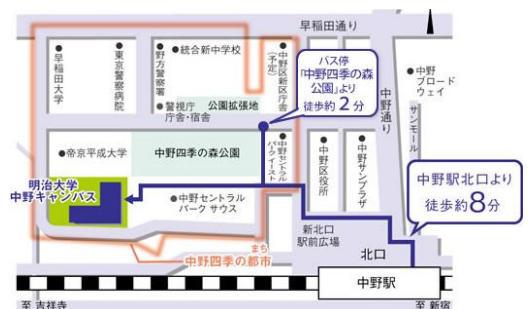 早稲田通り
早稲田大学
東京警察病院
野方警察署
統合新中学校
警視庁
庁舎・宿舎
公園拡張地
中野区新区庁舎
（予定）
バス停
「中野四季の森
公園」より
徒歩約2分
中野通り
中野
ブロード
ウェイ
サンモール
帝京平成大学
中野四季の森公園
中野セントラル
パークイースト
中野区役所
中野サンプラザ
明治大学
中野キャンパス
中野セントラル
パーク サウス
中野駅北口より
徒歩約8分
新北口
駅前広場
北口
まち
中野四季の都市
中野駅
至 吉祥寺
至 新宿